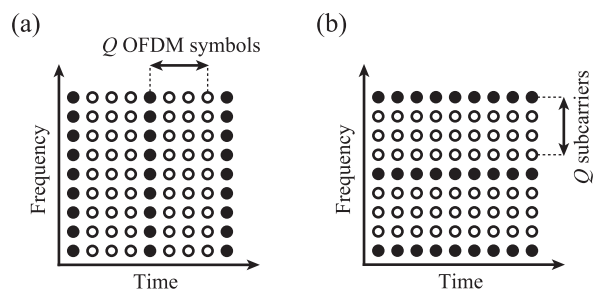 (a)
Q OFDM symbols
Frequency
Time
(b)
Q subcarriers
Frequency
Time